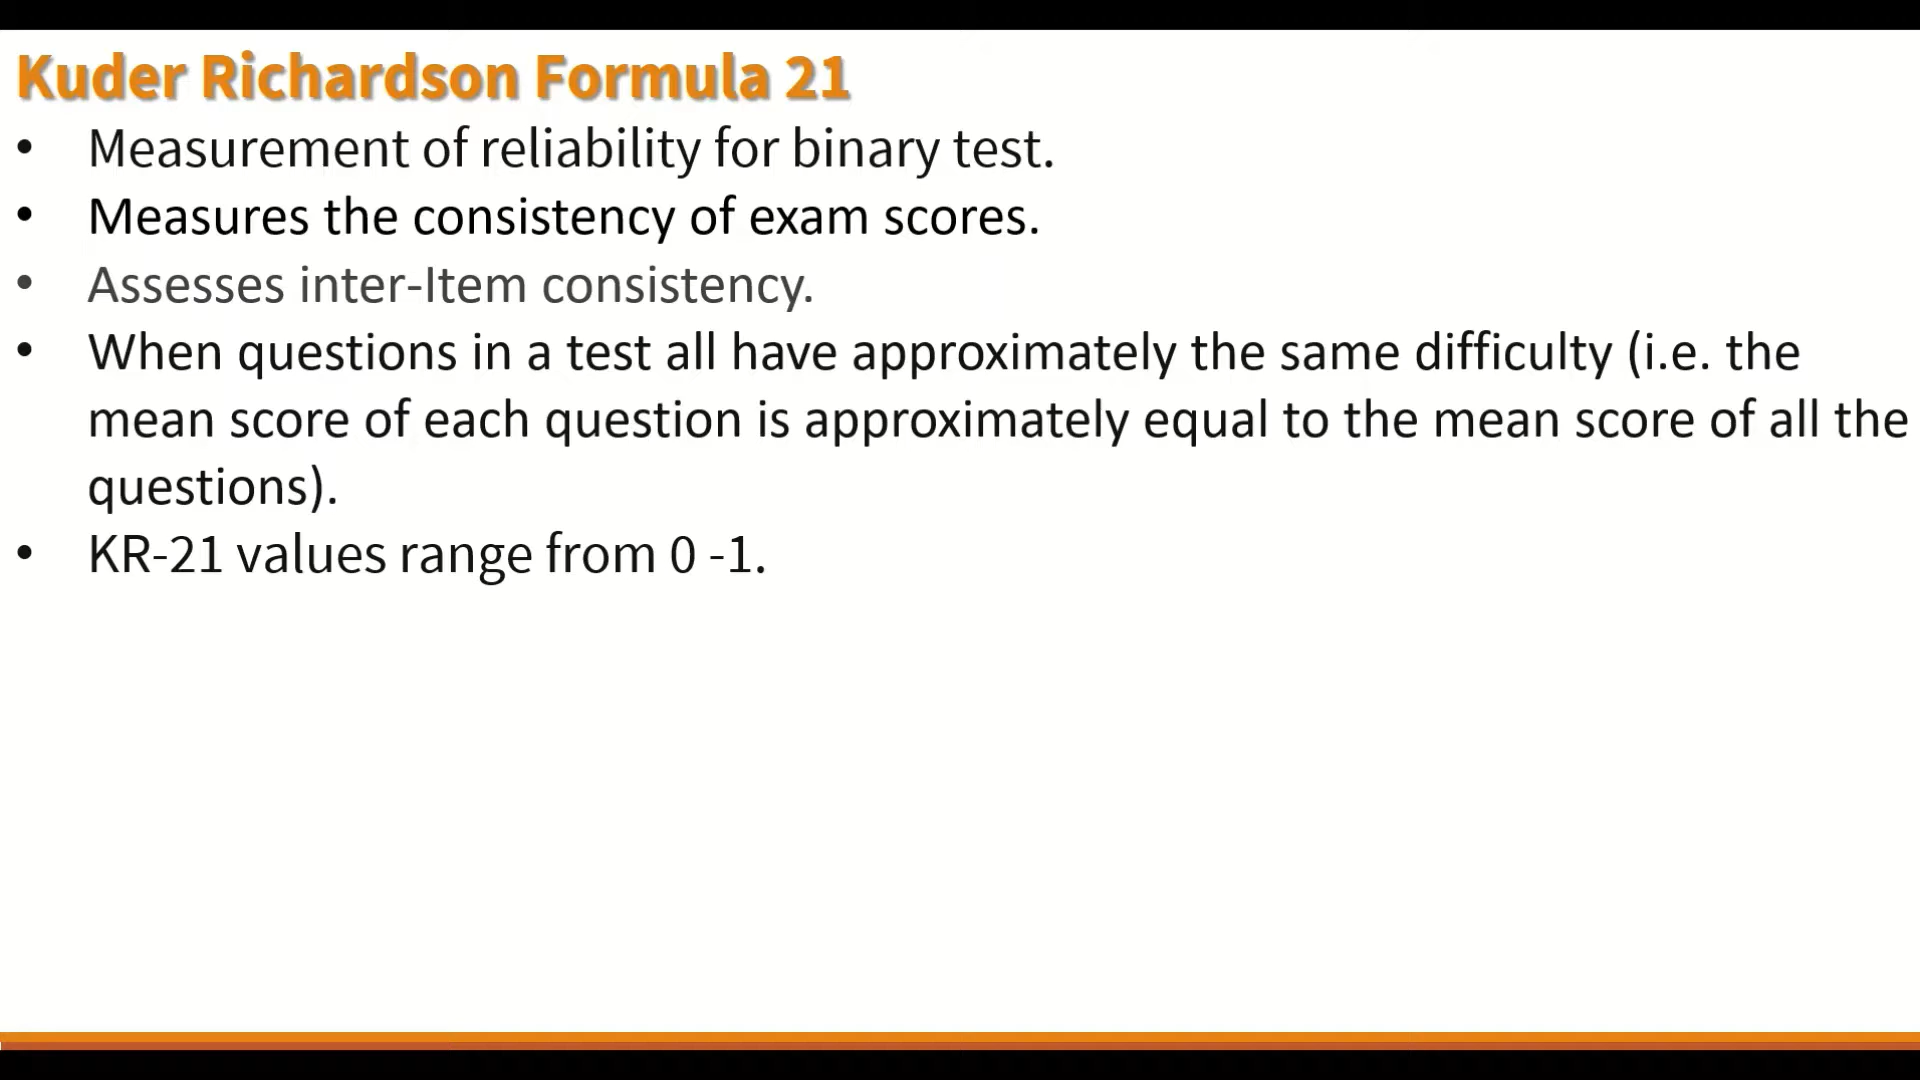 Kuder Richardson Formula 21
• Measurement of reliability for binary test.
• Measures the consistency of exam scores.
• Assesses inter-Item consistency.
• When questions in a test all have approximately the same difficulty (i.e. the
mean score of each question is approximately equal to the mean score of all the
questions).
• KR-21 values range from 0 -1.